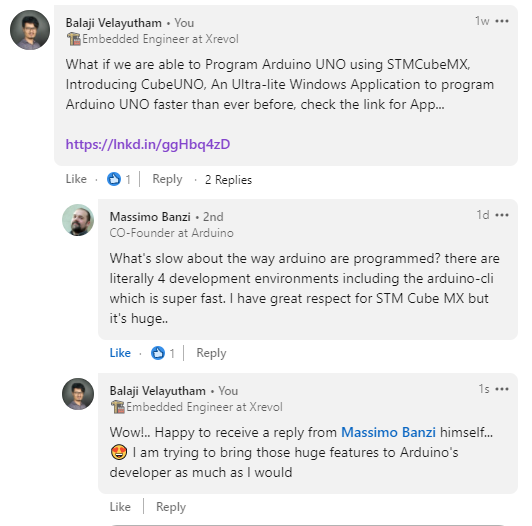 Balaji Velayutham • You
1w •••
🏗️Embedded Engineer at Xrevol
What if we are able to Program Arduino UNO using STMCubeMX,
Introducing CubeUNO, An Ultra-lite Windows Application to program
Arduino UNO faster than ever before, check the link for App...
https://lnkd.in/ggHbq4zD
Like · 1 | Reply · 2 Replies
Massimo Banzi • 2nd
1d •••
CO-Founder at Arduino
What's slow about the way arduino are programmed? there are
literally 4 development environments including the arduino-cli
which is super fast. I have great respect for STM Cube MX but
it's huge..
Like · 1 | Reply
Balaji Velayutham • You
1s •••
🏗️Embedded Engineer at Xrevol
Wow!.. Happy to receive a reply from Massimo Banzi himself...
😍 I am trying to bring those huge features to Arduino's
developer as much as I would
Like | Reply